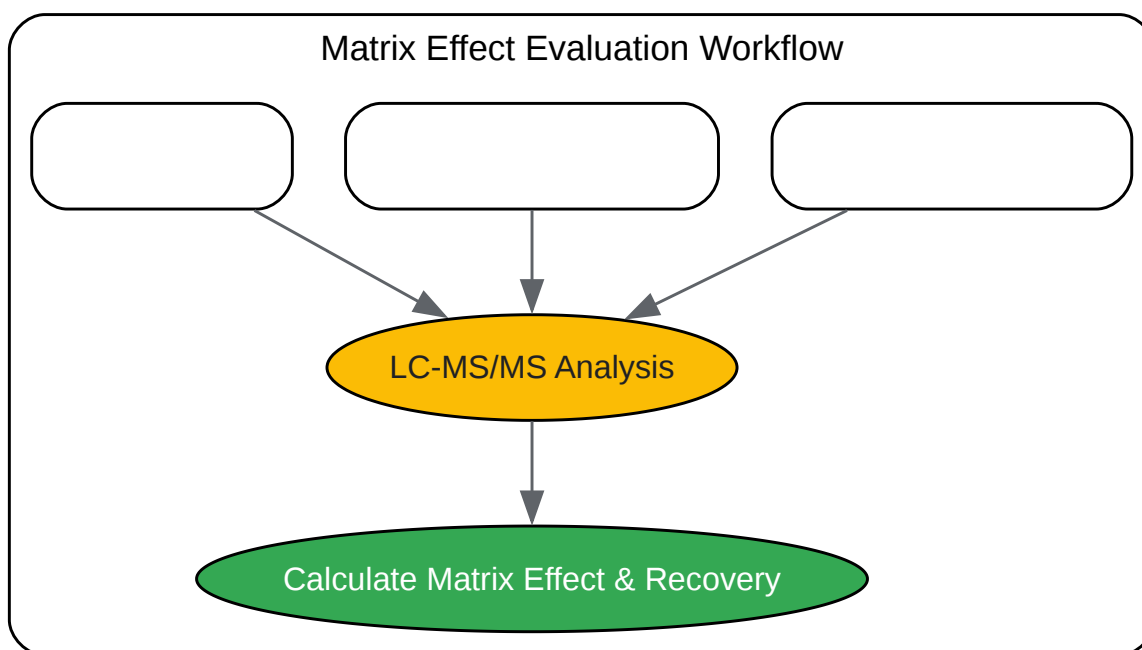 Matrix Effect Evaluation Workflow
LC-MS/MS Analysis
Calculate Matrix Effect & Recovery